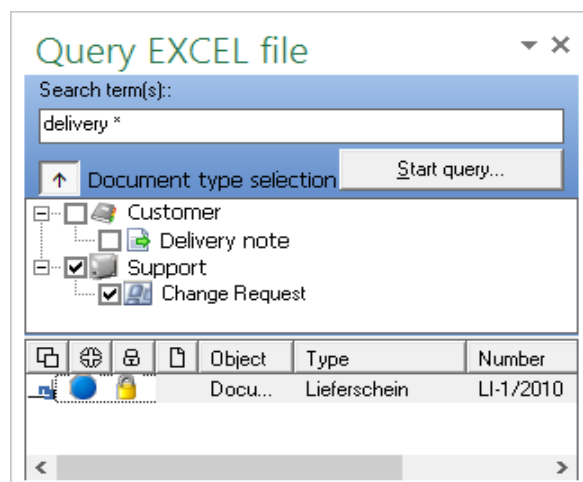 Query EXCEL file
Search term(s)::
delivery *
Document type selection
Start query...
Customer
Delivery note
Support
Change Request
Object Type Number
Docu... Lieferschein LI-1/2010